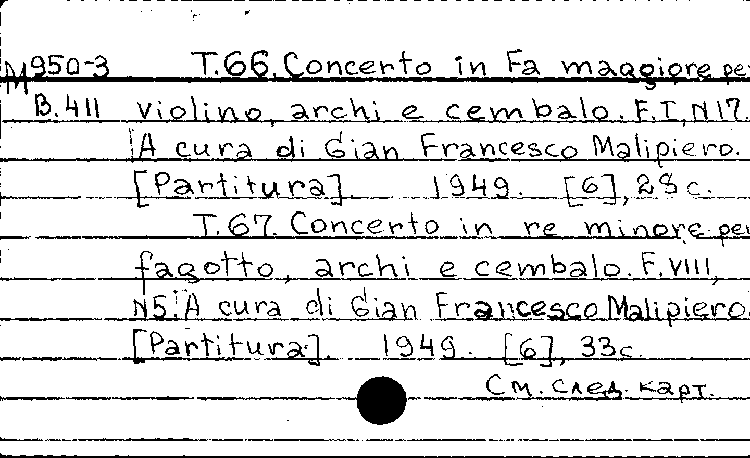 M950-3 T.66. Concerto in Fa maggiore per
B.411 violino, archi e cembalo. F.I, N17.
A cura di Gian Francesco Malipiero.
[Partitura]. 1949. [6], 28 c.
T.67. Concerto in re minore per
fagotto, archi e cembalo. F.VIII,
N5. A cura di Gian Francesco Malipiero.
[Partitura]. 1949. [6], 33 c.
См. след. карт.